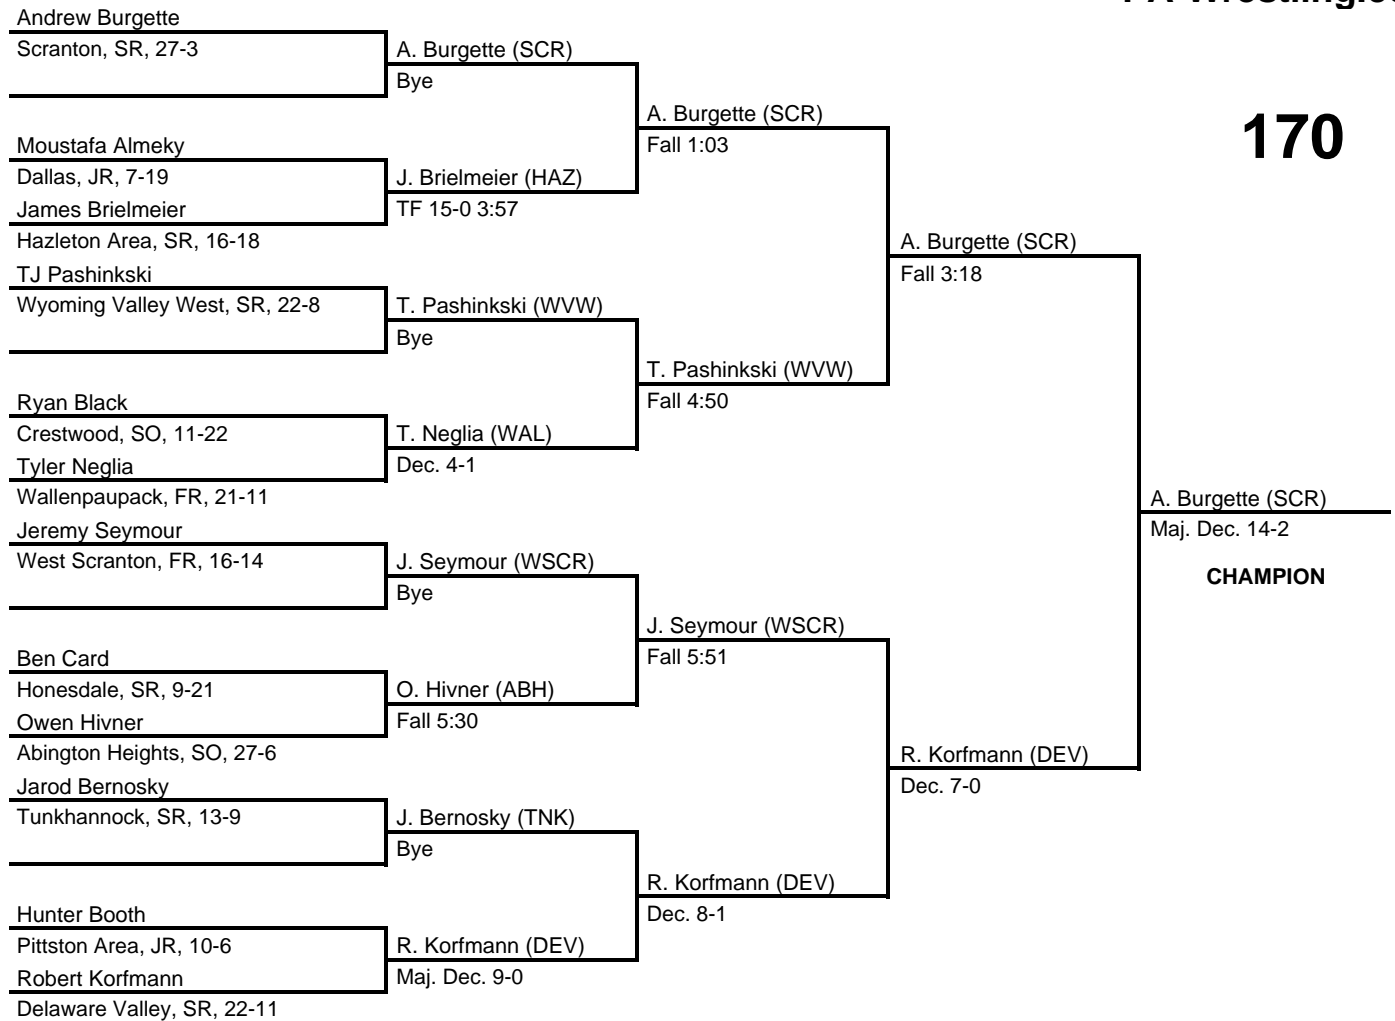 Andrew Burgette
Scranton, SR, 27-3
Moustafa Almeky
Dallas, JR, 7-19
James Brielmeier
Hazleton Area, SR, 16-18
TJ Pashinkski
Wyoming Valley West, SR, 22-8
Ryan Black
Crestwood, SO, 11-22
Tyler Neglia
Wallenpaupack, FR, 21-11
Jeremy Seymour
West Scranton, FR, 16-14
Ben Card
Honesdale, SR, 9-21
Owen Hivner
Abington Heights, SO, 27-6
Jarod Bernosky
Tunkhannock, SR, 13-9
Hunter Booth
Pittston Area, JR, 10-6
Robert Korfmann
Delaware Valley, SR, 22-11
A. Burgette (SCR)
Bye
J. Brielmeier (HAZ)
TF 15-0 3:57
T. Pashinkski (WVW)
Bye
T. Neglia (WAL)
Dec. 4-1
J. Seymour (WSCR)
Bye
O. Hivner (ABH)
Fall 5:30
J. Bernosky (TNK)
Bye
R. Korfmann (DEV)
Maj. Dec. 9-0
A. Burgette (SCR)
Fall 1:03
T. Pashinkski (WVW)
Fall 4:50
J. Seymour (WSCR)
Fall 5:51
R. Korfmann (DEV)
Dec. 8-1
A. Burgette (SCR)
Fall 3:18
R. Korfmann (DEV)
Dec. 7-0
170
A. Burgette (SCR)
Maj. Dec. 14-2
CHAMPION